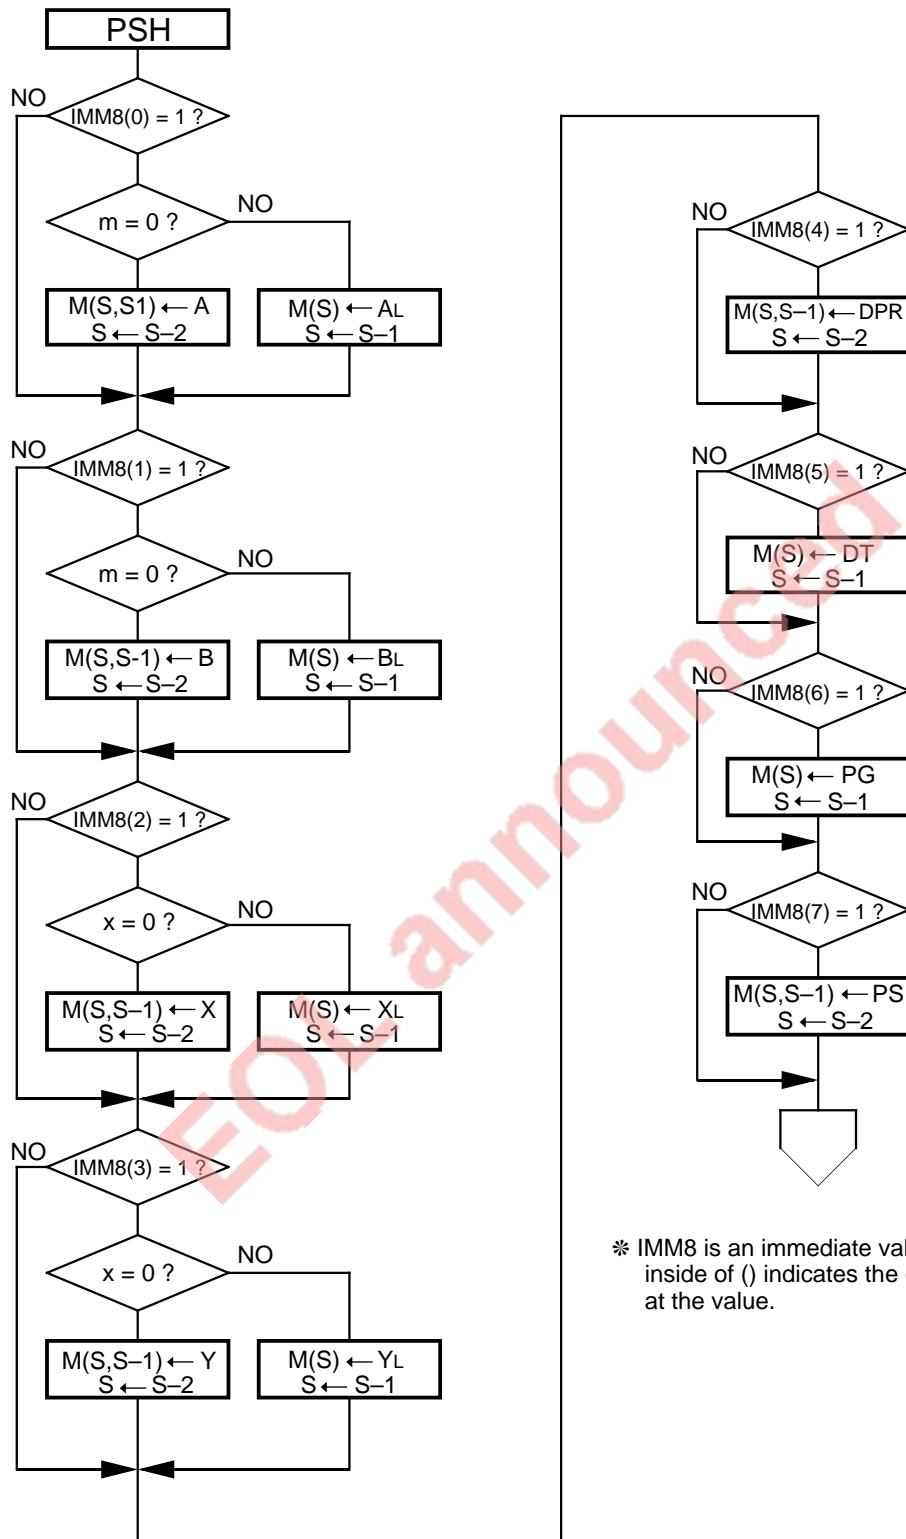 PSH
NO
IMM8(0) = 1 ?
m = 0 ?
NO
M(S,S1) ← A
S ← S–2
M(S) ← AL
S ← S–1
NO
IMM8(1) = 1 ?
m = 0 ?
NO
M(S,S-1) ← B
S ← S–2
M(S) ← BL
S ← S–1
NO
IMM8(2) = 1 ?
x = 0 ?
NO
M(S,S–1) ← X
S ← S–2
M(S) ← XL
S ← S–1
NO
IMM8(3) = 1 ?
x = 0 ?
NO
M(S,S–1) ← Y
S ← S–2
M(S) ← YL
S ← S–1
NO
IMM8(4) = 1 ?
M(S,S–1) ← DPR
S ← S–2
NO
IMM8(5) = 1 ?
M(S) ← DT
S ← S–1
NO
IMM8(6) = 1 ?
M(S) ← PG
S ← S–1
NO
IMM8(7) = 1 ?
M(S,S–1) ← PS
S ← S–2
❊ IMM8 is an immediate
inside of () indicates the
at the value.
EOL announced